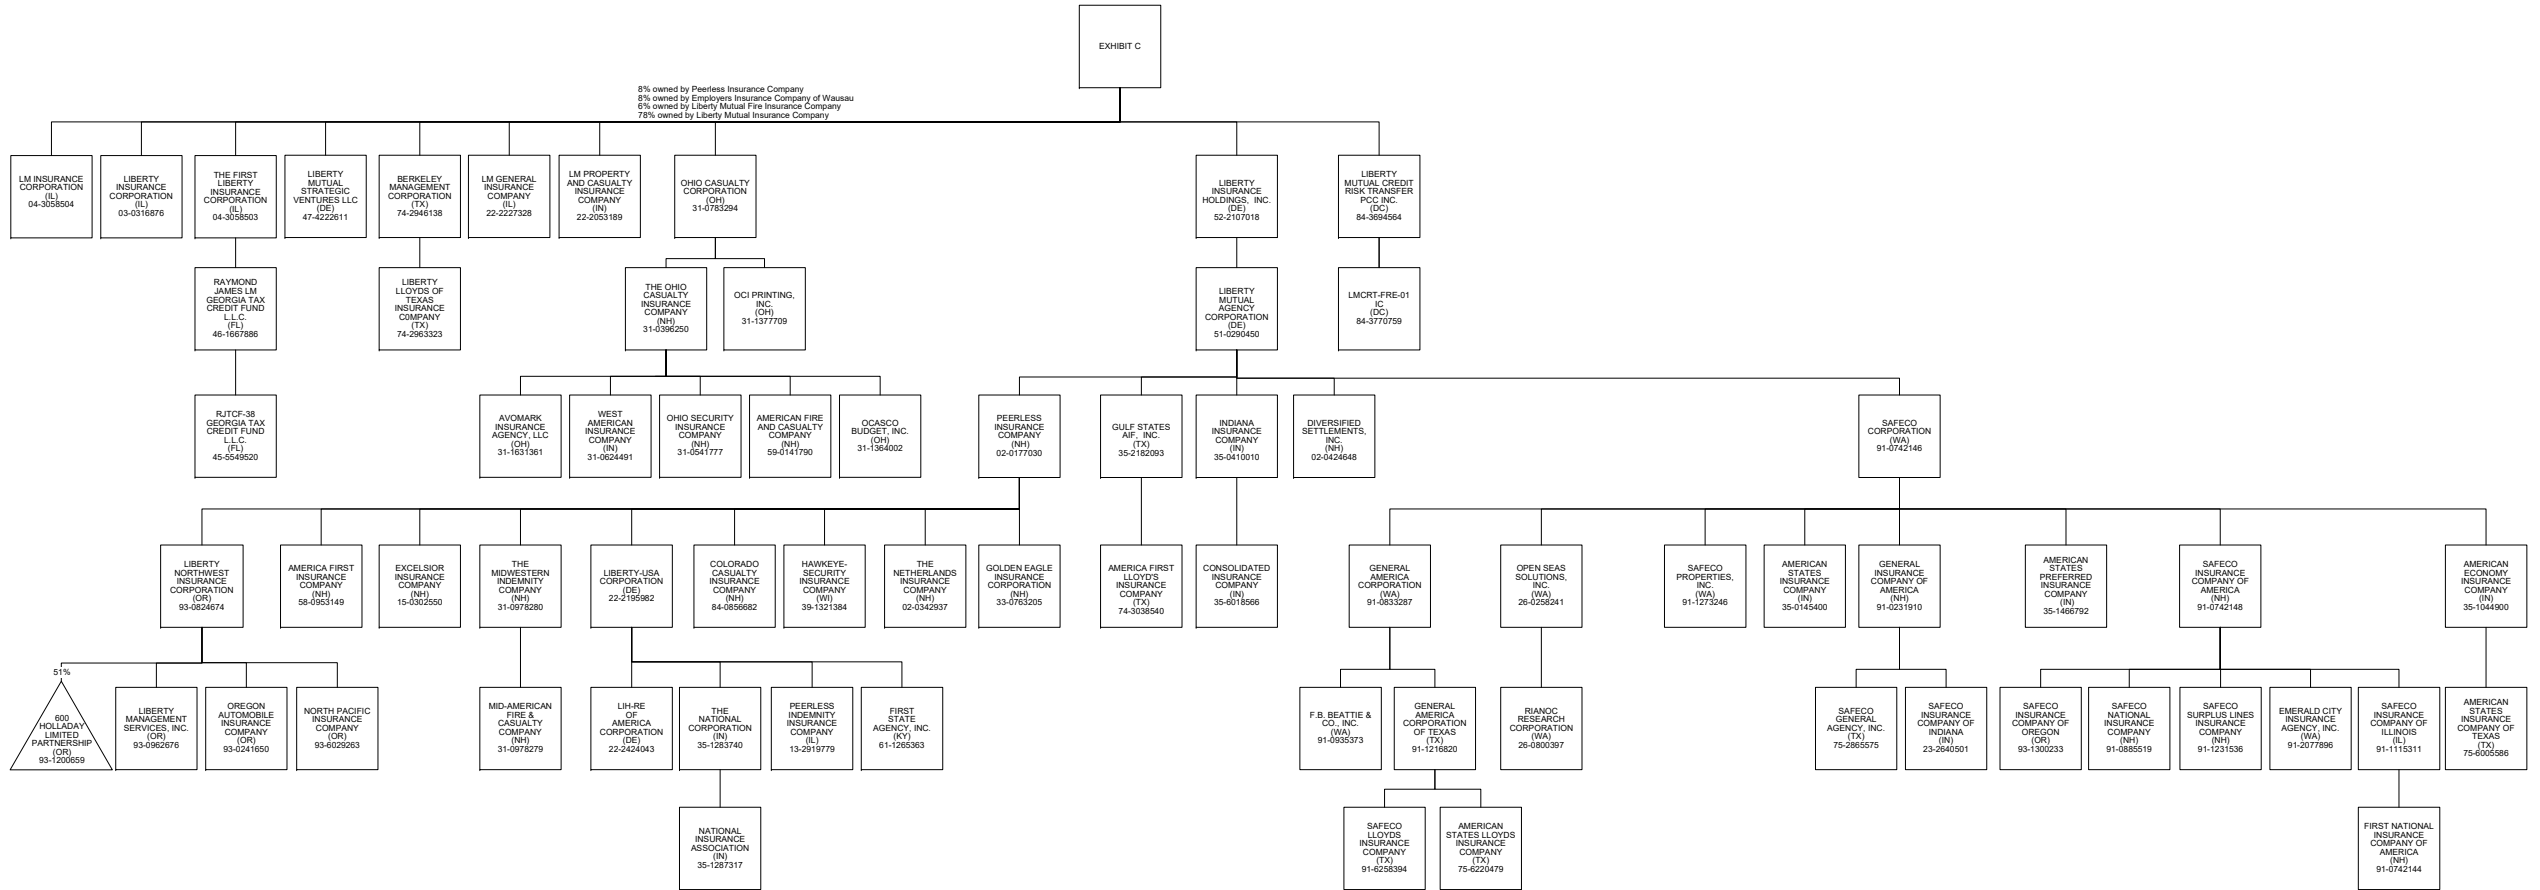 EXHIBIT C
8% owned by Peerless Insurance Company
8% owned by Employers Insurance Company of Wausau
6% owned by Liberty Mutual Fire Insurance Company
78% owned by Liberty Mutual Insurance Company
LM INSURANCE
CORPORATION
(IL)
04-3058504
LIBERTY
INSURANCE
CORPORATION
(IL)
03-0316876
THE FIRST
LIBERTY
INSURANCE
CORPORATION
(IL)
04-3058503
LIBERTY
MUTUAL
STRATEGIC
VENTURES LLC
(DE)
47-4222611
BERKELEY
MANAGEMENT
CORPORATION
(TX)
74-2946138
LM GENERAL
INSURANCE
COMPANY
(IL)
22-2227328
LM PROPERTY
AND CASUALTY
INSURANCE
COMPANY
(IN)
22-2053189
OHIO CASUALTY
CORPORATION
(OH)
31-0783294
LIBERTY
INSURANCE
HOLDINGS, INC.
(DE)
52-2107018
LIBERTY
MUTUAL CREDIT
RISK TRANSFER
PCC INC.
(DC)
84-3694564
RAYMOND
JAMES LM
GEORGIA TAX
CREDIT FUND
L.L.C.
(FL)
46-1667886
LIBERTY
LLOYDS OF
TEXAS
INSURANCE
C0MPANY
(TX)
74-2963323
THE OHIO
CASUALTY
INSURANCE
COMPANY
(NH)
31-0396250
OCI PRINTING,
INC.
(OH)
31-1377709
LIBERTY
MUTUAL
AGENCY
CORPORATION
(DE)
51-0290450
LMCRT-FRE-01
IC
(DC)
84-3770759
RJTCF-38
GEORGIA TAX
CREDIT FUND
L.L.C.
(FL)
45-5549520
AVOMARK
INSURANCE
AGENCY, LLC
(OH)
31-1631361
WEST
AMERICAN
INSURANCE
COMPANY
(IN)
31-0624491
OHIO SECURITY
INSURANCE
COMPANY
(NH)
31-0541777
AMERICAN FIRE
AND CASUALTY
COMPANY
(NH)
59-0141790
OCASCO
BUDGET, INC.
(OH)
31-1364002
PEERLESS
INSURANCE
COMPANY
(NH)
02-0177030
GULF STATES
AIF, INC.
(TX)
35-2182093
INDIANA
INSURANCE
COMPANY
(IN)
35-0410010
DIVERSIFIED
SETTLEMENTS,
INC.
(NH)
02-0424648
SAFECO
CORPORATION
(WA)
91-0742146
LIBERTY
NORTHWEST
INSURANCE
CORPORATION
(OR)
93-0824674
AMERICA FIRST
INSURANCE
COMPANY
(NH)
58-0953149
EXCELSIOR
INSURANCE
COMPANY
(NH)
15-0302550
THE
MIDWESTERN
INDEMNITY
COMPANY
(NH)
31-0978280
LIBERTY-USA
CORPORATION
(DE)
22-2195982
COLORADO
CASUALTY
INSURANCE
COMPANY
(NH)
84-0856682
HAWKEYE-
SECURITY
INSURANCE
COMPANY
(WI)
39-1321384
THE
NETHERLANDS
INSURANCE
COMPANY
(NH)
02-0342937
GOLDEN EAGLE
INSURANCE
CORPORATION
(NH)
33-0763205
AMERICA FIRST
LLOYD'S
INSURANCE
COMPANY
(TX)
74-3038540
CONSOLIDATED
INSURANCE
COMPANY
(IN)
35-6018566
GENERAL
AMERICA
CORPORATION
(WA)
91-0833287
OPEN SEAS
SOLUTIONS,
INC.
(WA)
26-0258241
SAFECO
PROPERTIES,
INC.
(WA)
91-1273246
AMERICAN
STATES
INSURANCE
COMPANY
(IN)
35-0145400
GENERAL
INSURANCE
COMPANY OF
AMERICA
(NH)
91-0231910
AMERICAN
STATES
PREFERRED
INSURANCE
COMPANY
(IN)
35-1466792
SAFECO
INSURANCE
COMPANY OF
AMERICA
(NH)
91-0742148
AMERICAN
ECONOMY
INSURANCE
COMPANY
(IN)
35-1044900
51%
600
HOLLADAY
LIMITED
PARTNERSHIP
(OR)
93-1200659
LIBERTY
MANAGEMENT
SERVICES, INC.
(OR)
93-0962676
OREGON
AUTOMOBILE
INSURANCE
COMPANY
(OR)
93-0241650
NORTH PACIFIC
INSURANCE
COMPANY
(OR)
93-6029263
MID-AMERICAN
FIRE &
CASUALTY
COMPANY
(NH)
31-0978279
LIH-RE
OF
AMERICA
CORPORATION
(DE)
22-2424043
THE
NATIONAL
CORPORATION
(IN)
35-1283740
PEERLESS
INDEMNITY
INSURANCE
COMPANY
(IL)
13-2919779
FIRST
STATE
AGENCY, INC.
(KY)
61-1265363
F.B. BEATTIE &
CO., INC.
(WA)
91-0935373
GENERAL
AMERICA
CORPORATION
OF TEXAS
(TX)
91-1216820
RIANOC
RESEARCH
CORPORATION
(WA)
26-0800397
SAFECO
GENERAL
AGENCY, INC.
(TX)
75-2865575
SAFECO
INSURANCE
COMPANY OF
INDIANA
(IN)
23-2640501
SAFECO
INSURANCE
COMPANY OF
OREGON
(OR)
93-1300233
SAFECO
NATIONAL
INSURANCE
COMPANY
(NH)
91-0885519
SAFECO
SURPLUS LINES
INSURANCE
COMPANY
(NH)
91-1231536
EMERALD CITY
INSURANCE
AGENCY, INC.
(WA)
91-2077896
SAFECO
INSURANCE
COMPANY OF
ILLINOIS
(IL)
91-1115311
AMERICAN
STATES
INSURANCE
COMPANY OF
TEXAS
(TX)
75-6005586
NATIONAL
INSURANCE
ASSOCIATION
(IN)
35-1287317
SAFECO
LLOYDS
INSURANCE
COMPANY
(TX)
91-6258394
AMERICAN
STATES LLOYDS
INSURANCE
COMPANY
(TX)
75-6220479
FIRST NATIONAL
INSURANCE
COMPANY OF
AMERICA
(NH)
91-0742144